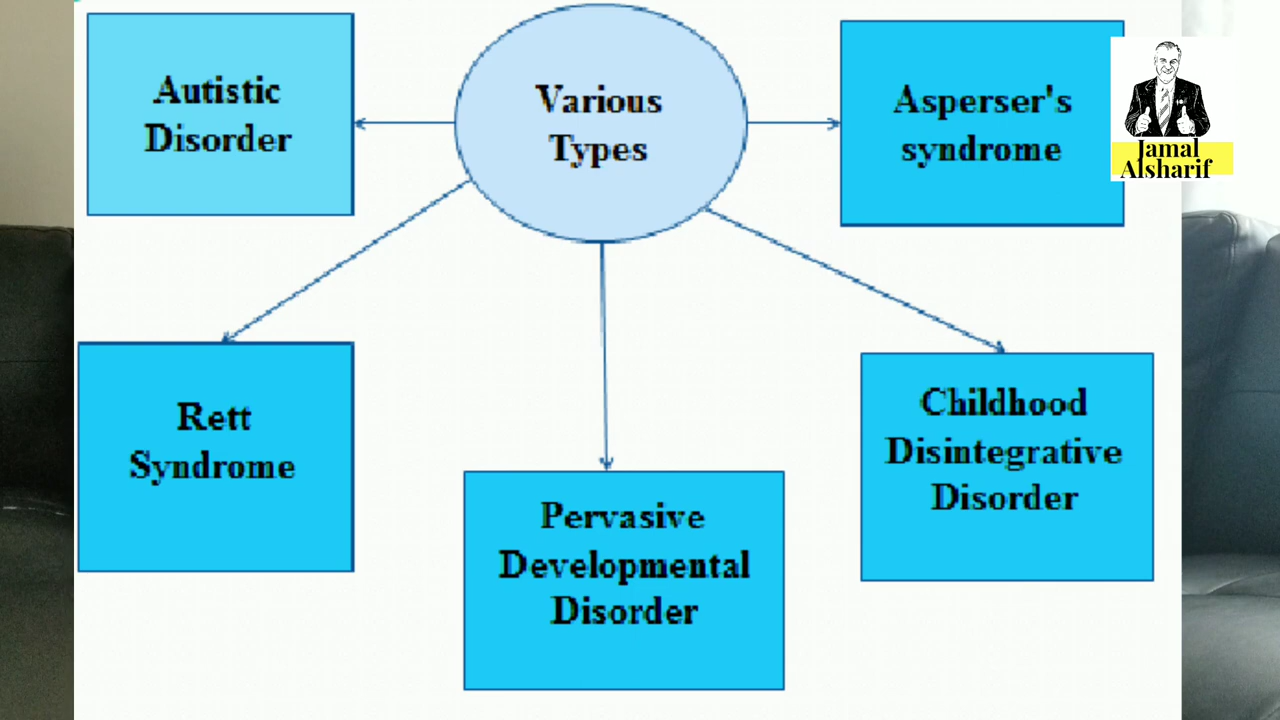 Autistic
Disorder
Various
Types
Asperser's
syndrome
Jamal
Alsharif
Rett
Syndrome
Pervasive
Developmental
Disorder
Childhood
Disintegrative
Disorder